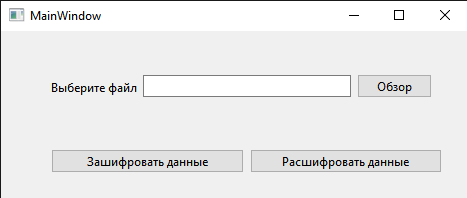 MainWindow
Выберите файл Обзор
Зашифровать данные Расшифровать данные